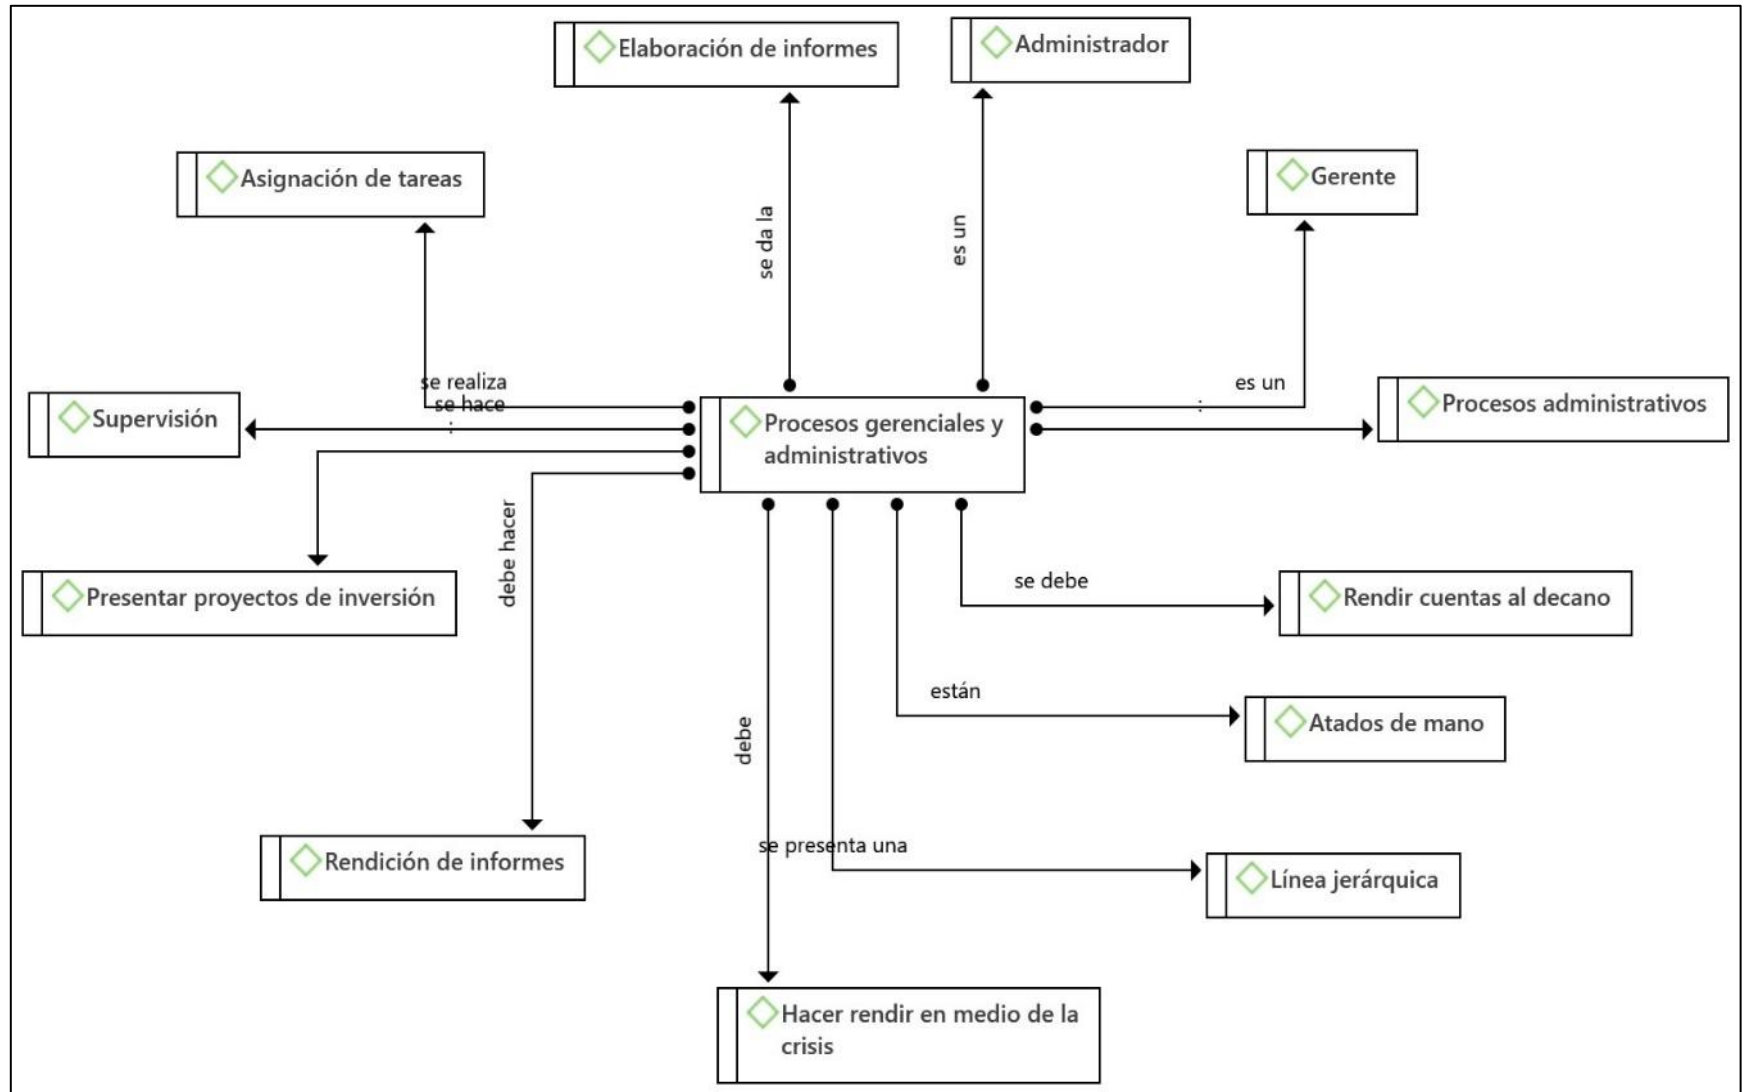 Elaboración de informes
Administrador
Asignación de tareas
Gerente
se da la
es un
se realiza
es un
se hace
:
:
Supervisión
Procesos administrativos
Procesos gerenciales y
administrativos
debe hacer
Presentar proyectos de inversión
se debe
Rendir cuentas al decano
están
Atados de mano
debe
se presenta una
Rendición de informes
Línea jerárquica
Hacer rendir en medio de la
crisis